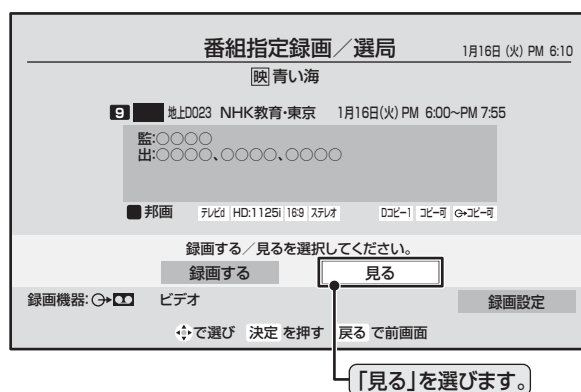 番組指定録画／選局 1月16日（火）PM 6:10
映 青い海
9 地上D023 NHK教育・東京 1月16日（火）PM 6:00〜PM 7:55
監:○○○○
出:○○○○、○○○○、○○○○
邦画 テレビd HD:1125i 16:9 ステレオ Dコピー1 コピー可 コピー可
録画する／見るを選択してください。
録画する 見る
録画機器: ビデオ 録画設定
で選び 決定 を押す 戻る で前画面
「見る」を選びます。